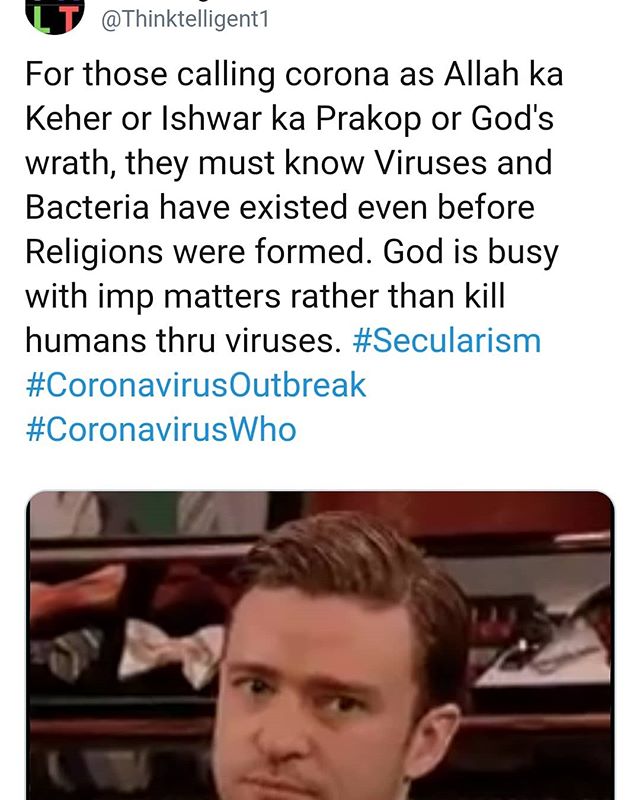 LT
@Thinktelligent1
For those calling corona as Allah ka
Keher or Ishwar ka Prakop or God's
wrath, they must know Viruses and
Bacteria have existed even before
Religions were formed. God is busy
with imp matters rather than kill
humans thru viruses. #Secularism
#CoronavirusOutbreak
#CoronavirusWho